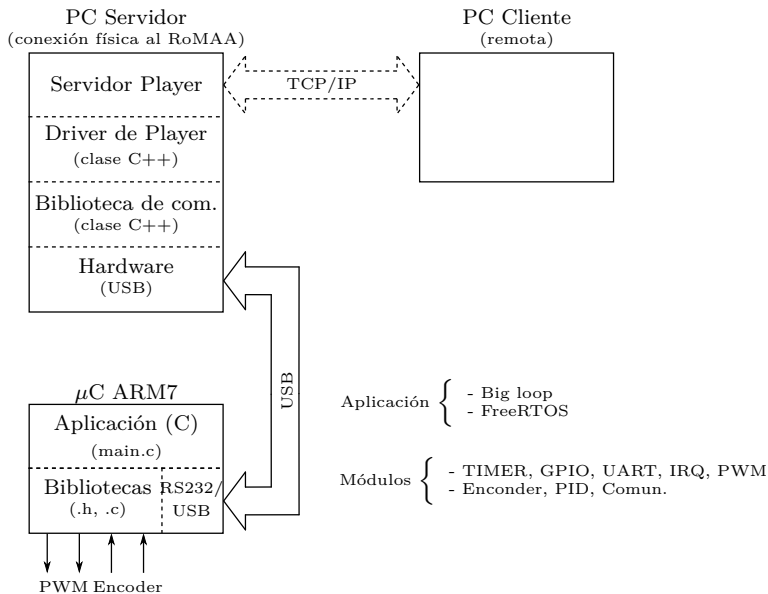 PC Servidor
(conexión física al RoMAA)
Servidor Player
Driver de Player
(clase C++)
Biblioteca de com.
(clase C++)
Hardware
(USB)
TCP/IP
PC Cliente
(remota)
USB
μC ARM7
Aplicación (C)
(main.c)
Bibliotecas
(.h, .c)
RS232/
USB
PWM Encoder
Aplicación
- Big loop
- FreeRTOS
Módulos
- TIMER, GPIO, UART, IRQ, PWM
- Enconder, PID, Comun.